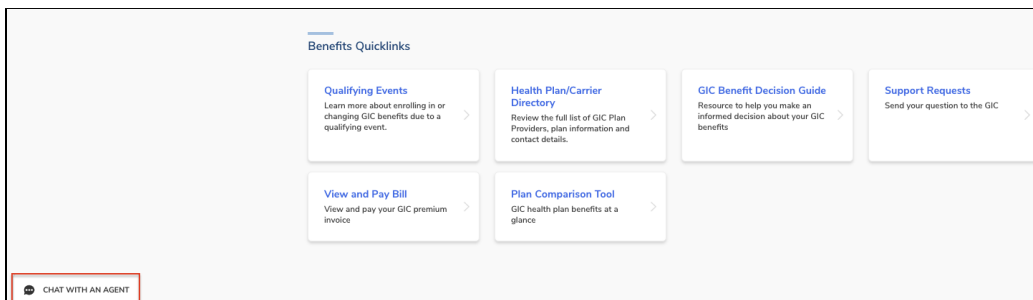 Benefits Quicklinks
Qualifying Events
Learn more about enrolling in or
changing GIC benefits due to a
qualifying event.
Health Plan/Carrier
Directory
Review the full list of GIC Plan
Providers, plan information and
contact details.
GIC Benefit Decision Guide
Resource to help you make an
informed decision about your GIC
benefits
Support Requests
Send your question to the GIC
View and Pay Bill
View and pay your GIC premium
invoice
Plan Comparison Tool
GIC health plan benefits at a
glance
CHAT WITH AN AGENT